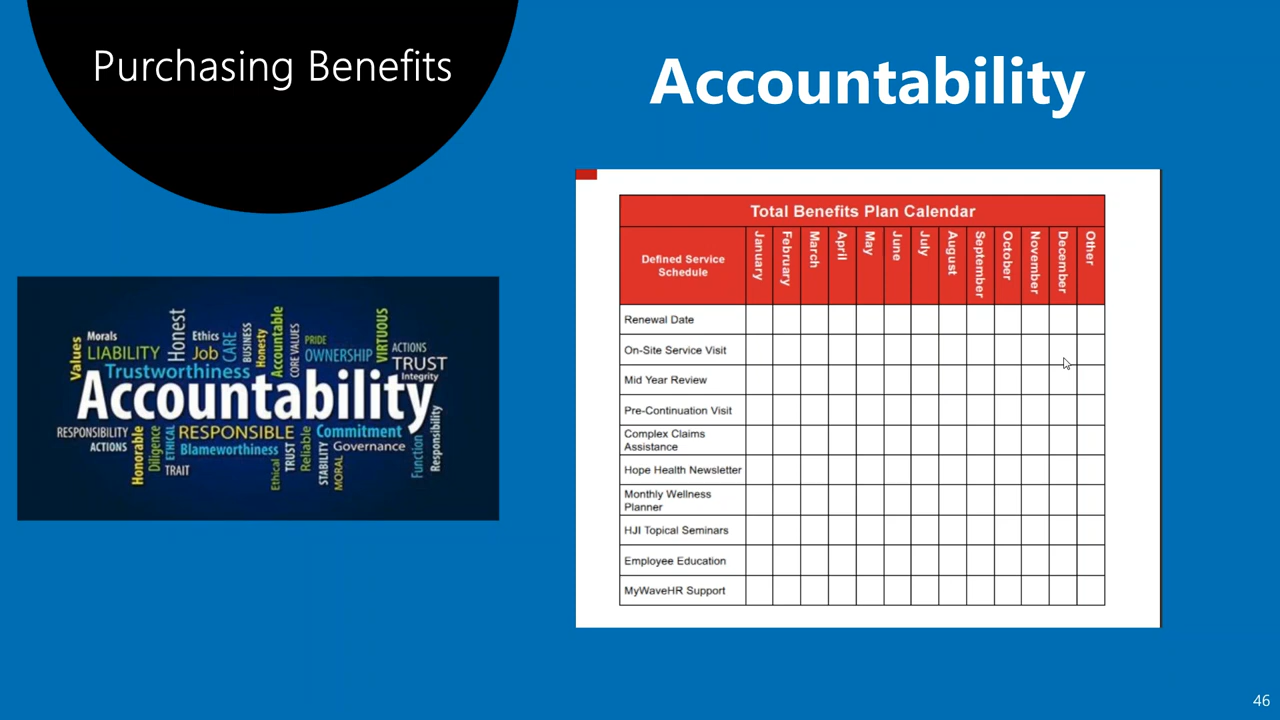 Purchasing Benefits
Accountability
Total Benefits Plan Calendar
Defined Service
Schedule
January
February
March
April
May
June
July
August
September
October
November
December
Other
Renewal Date
On-Site Service Visit
Mid Year Review
Pre-Continuation Visit
Complex Claims
Assistance
Hope Health Newsletter
Monthly Wellness
Planner
HJI Topical Seminars
Employee Education
MyWaveHR Support
Values
Morals
LIABILITY
Honest
Ethics
Job
CARE
BUSINESS
Honesty
Accountable
CORE VALUES
PRIDE
OWNERSHIP
VIRTUOUS
ACTIONS
TRUST
Integrity
Trustworthiness
Accountability
RESPONSIBILITY
ACTIONS
Honorable
Diligence
ETHICAL
TRAIT
RESPONSIBLE
Blameworthiness
Ethical
TRUST
Reliable
STABILITY
MORAL
Commitment
Governance
Function
Responsibility
46